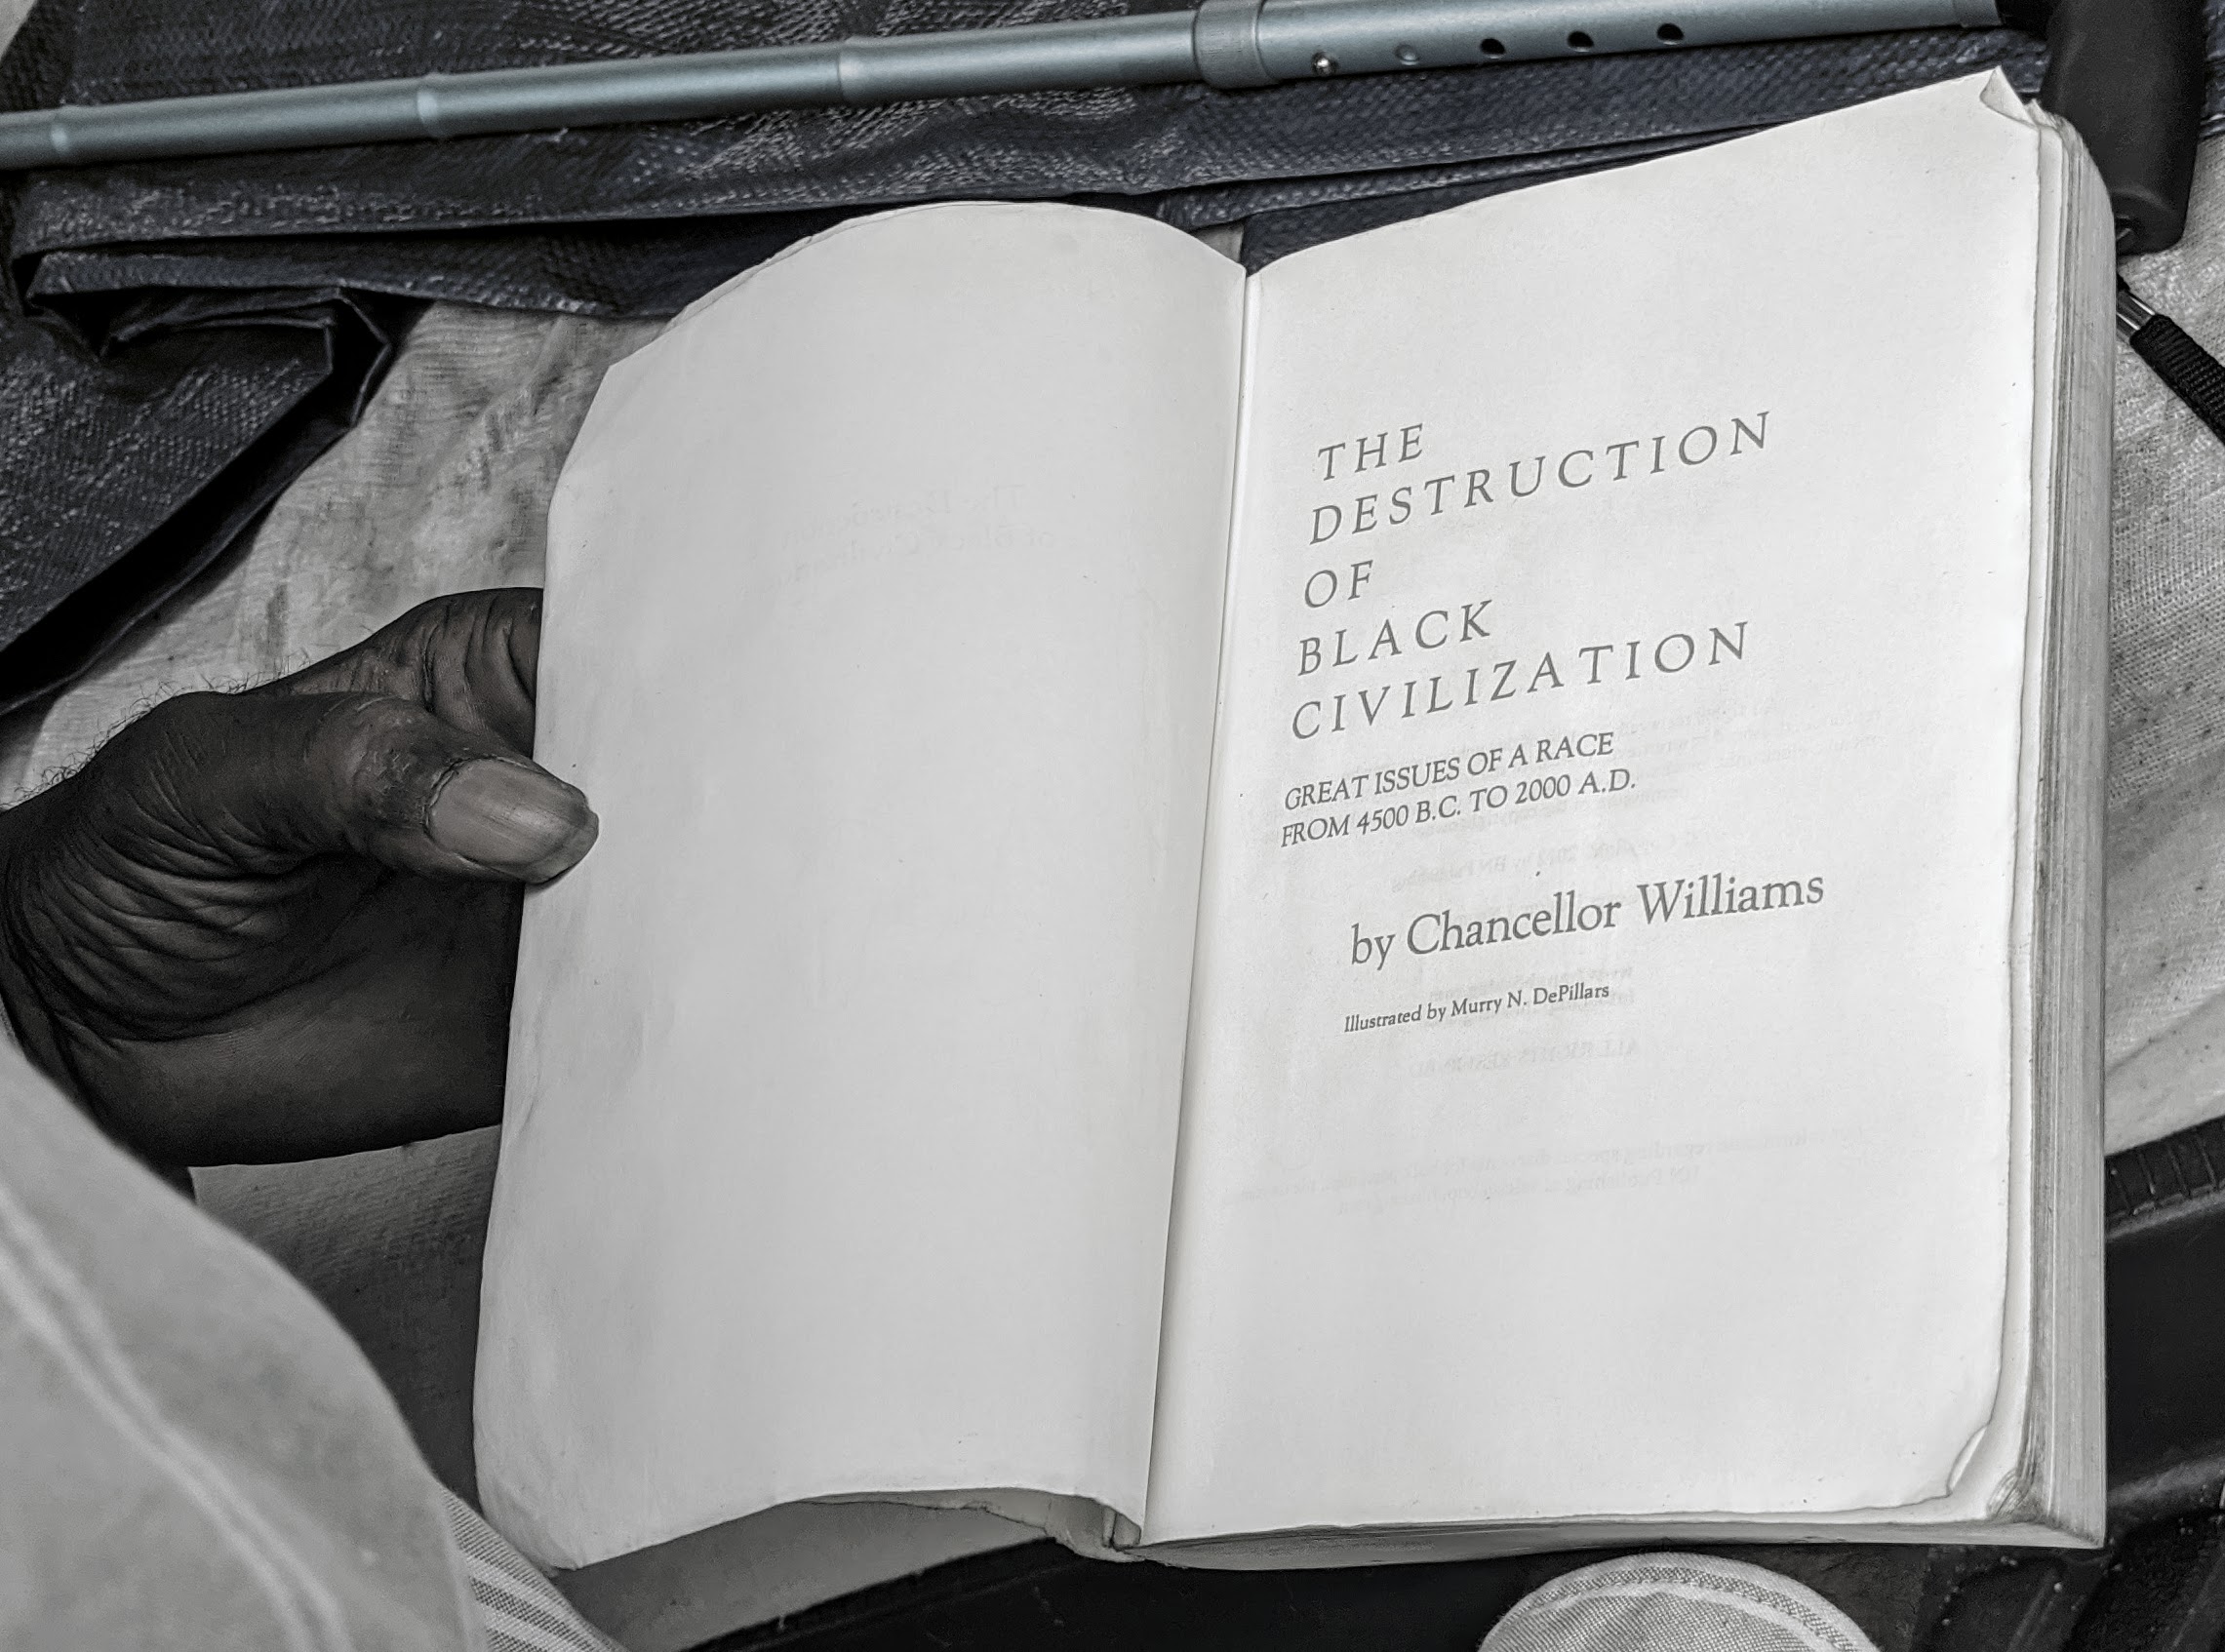 THE
DESTRUCTION
OF
BLACK
CIVILIZATION
GREAT ISSUES OF A RACE
FROM 4500 B.C. TO 2000 A.D.
by Chancellor Williams
Illustrated by Murry N. DePillars